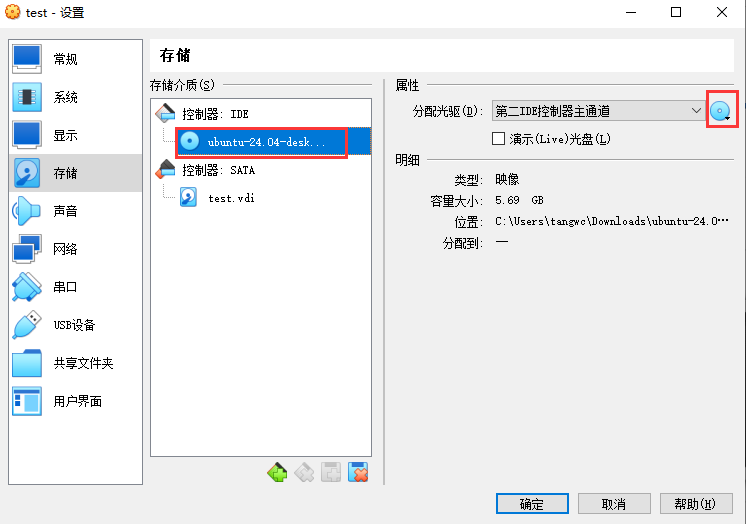 test - 设置
常规
系统
显示
存储
声音
网络
串口
USB设备
共享文件夹
用户界面
存储
存储介质(S)
控制器: IDE
ubuntu-24.04-desk...
控制器: SATA
test.vdi
属性
分配光驱(D): 第二IDE控制器主通道
演示(Live)光盘(L)
明细
类型: 映像
容量大小: 5.69 GB
位置: C:\Users\tangwc\Downloads\ubuntu-24.0···
分配到: —
确定
取消
帮助(H)